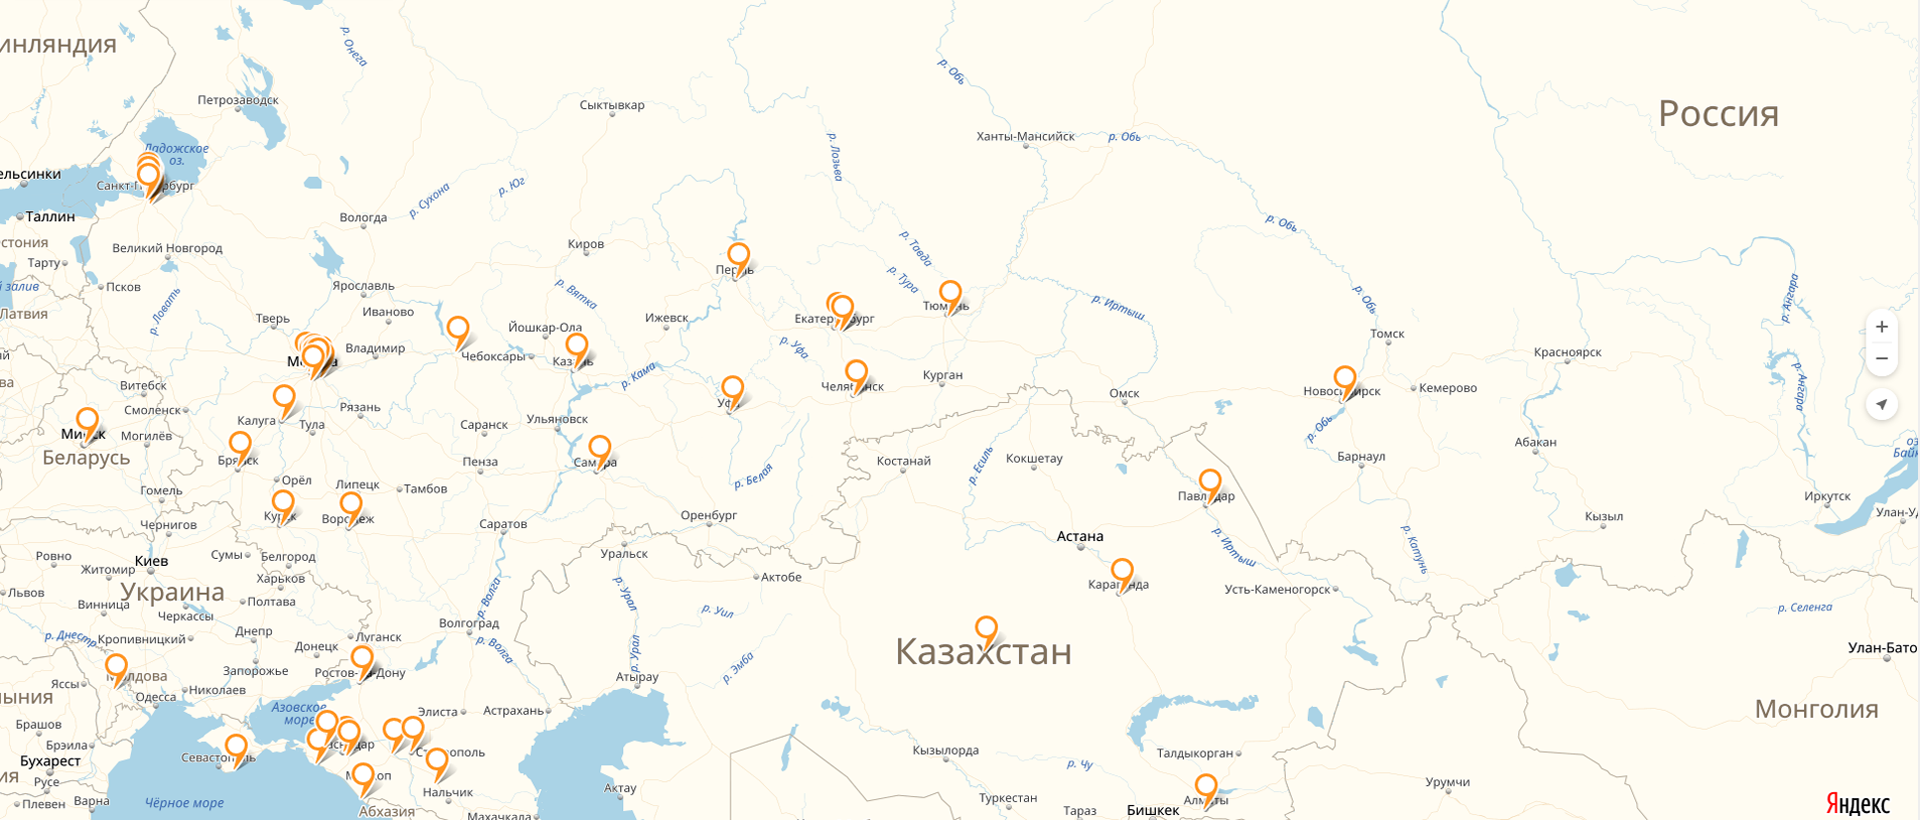 инляндия
р. Онега
р. Обь
Петрозаводск
Сыктывкар
Россия
Ханты-Мансийск
р. Обь
Ладожское
оз.
р. Лозьва
ельсинки
Санкт-Петербург
р. Сухона
р. Юг
Таллин
Вологда
р. Обь
стония
Великий Новгород
Киров
р. Тавда
Тарту
Пермь
р. Тура
й залив
Псков
Ярославль
р. Вятка
р. Ловать
р. Обь
р. Ангара
Латвия
Тверь
Иваново
Йошкар-Ола
Ижевск
Екатеринбург
Тюмень
р. Иртыш
Томск
ий
Москва
Владимир
Чебоксары
Казань
р. Уфа
Красноярск
р. Кама
ва
Витебск
Челябинск
Курган
Новосибирск
Кемерово
р. Ангара
Смоленск
Калуга
Рязань
Уфа
Омск
Тула
Саранск
Ульяновск
р. Обь
Минск
Могилёв
Абакан
оз
Бай
Беларусь
Брянск
Пенза
Самара
Костанай
Кокшетау
р. Есиль
Барнаул
р. Белая
Гомель
Орёл
Липецк
Тамбов
Павлодар
Иркутск
Курск
Воронеж
Оренбург
Кызыл
Улан-У
Чернигов
Саратов
Астана
р. Иртыш
р. Катунь
Ровно
Киев
Сумы
Белгород
Уральск
Житомир
Харьков
Актобе
Караганда
Усть-Каменогорск
Львов
Украина
Полтава
р. Волга
р. Урал
р. Уил
р. Селенга
Винница
Черкассы
Волгоград
Казахстан
р. Днестр
Кропивницкий
Днепр
Луганск
р. Волга
р. Урал
Улан-Бато
Донецк
р. Эмба
Молдова
Запорожье
Ростов-на-Дону
Атырау
Яссы
Николаев
ыния
Одесса
Азовское
море
Элиста
Астрахань
Монголия
Брашов
Брэила
Краснодар
Ставрополь
Кызылорда
Талдыкорган
Бухарест
Севастополь
р. Чу
ия
Майкоп
Русе
Нальчик
Актау
Туркестан
Алматы
Урумчи
Плевен
Варна
Чёрное море
Абхазия
Махачкала
Тараз
Бишкек
Яндекс